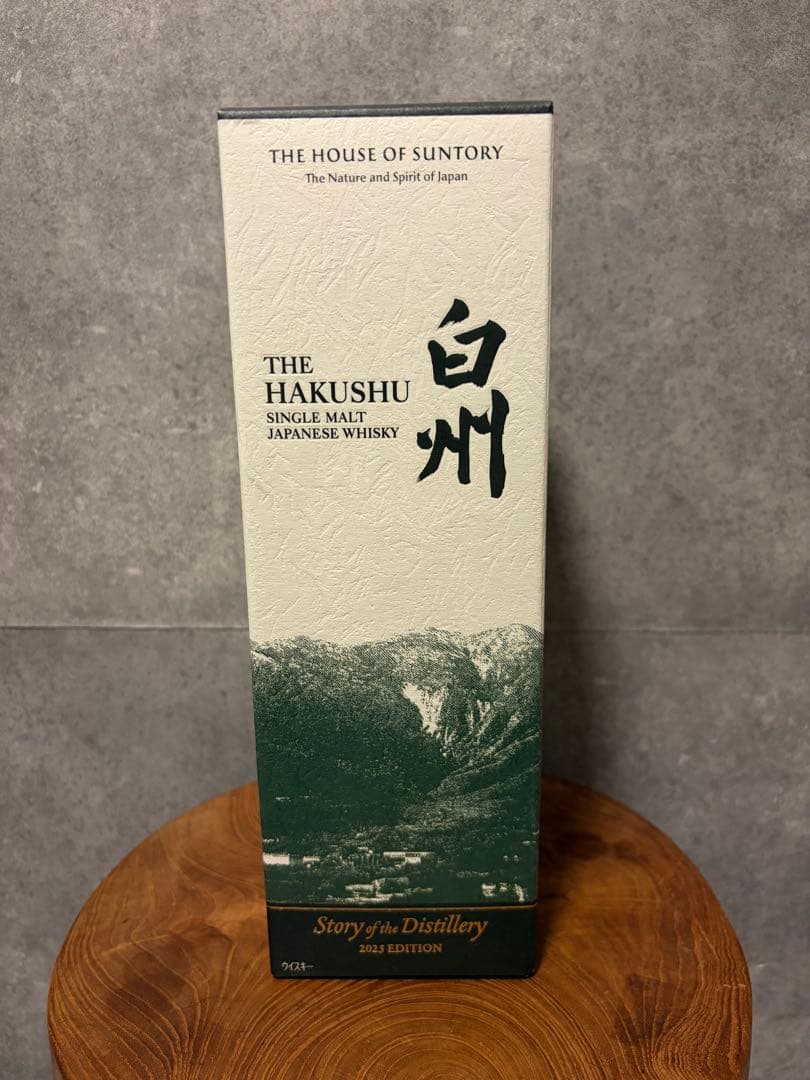 THE HOUSE OF SUNTORY
The Nature and Spirit of Japan
白州
THE
HAKUSHU
SINGLE MALT
JAPANESE WHISKY
Story of the Distillery
2025 EDITION
ウイスキー